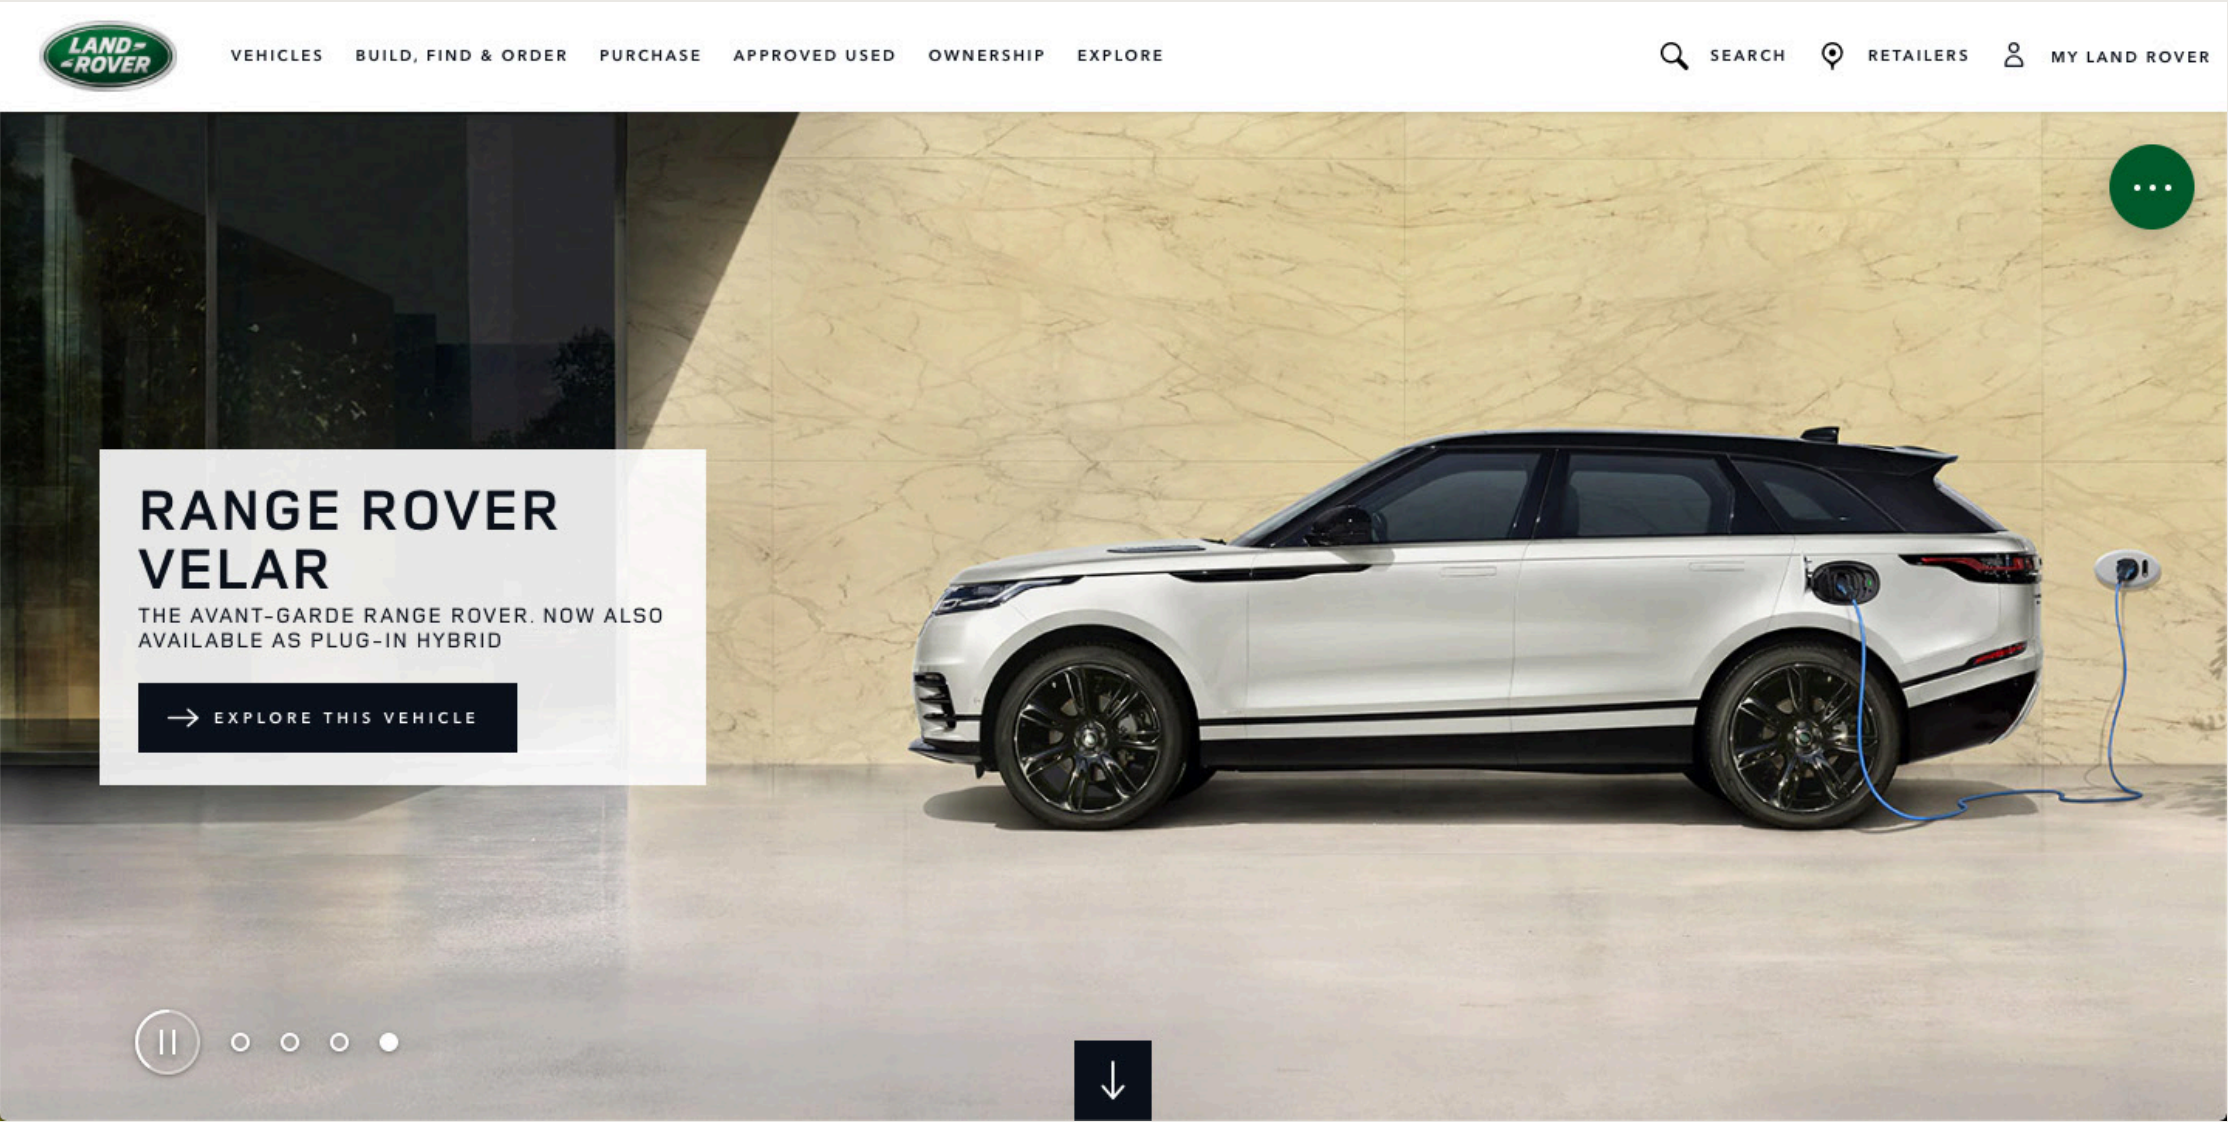 LAND-
-ROVER
VEHICLES
BUILD, FIND & ORDER
PURCHASE
APPROVED USED
OWNERSHIP
EXPLORE
SEARCH
RETAILERS
MY LAND ROVER
RANGE ROVER
VELAR
THE AVANT-GARDE RANGE ROVER. NOW ALSO
AVAILABLE AS PLUG-IN HYBRID
EXPLORE THIS VEHICLE